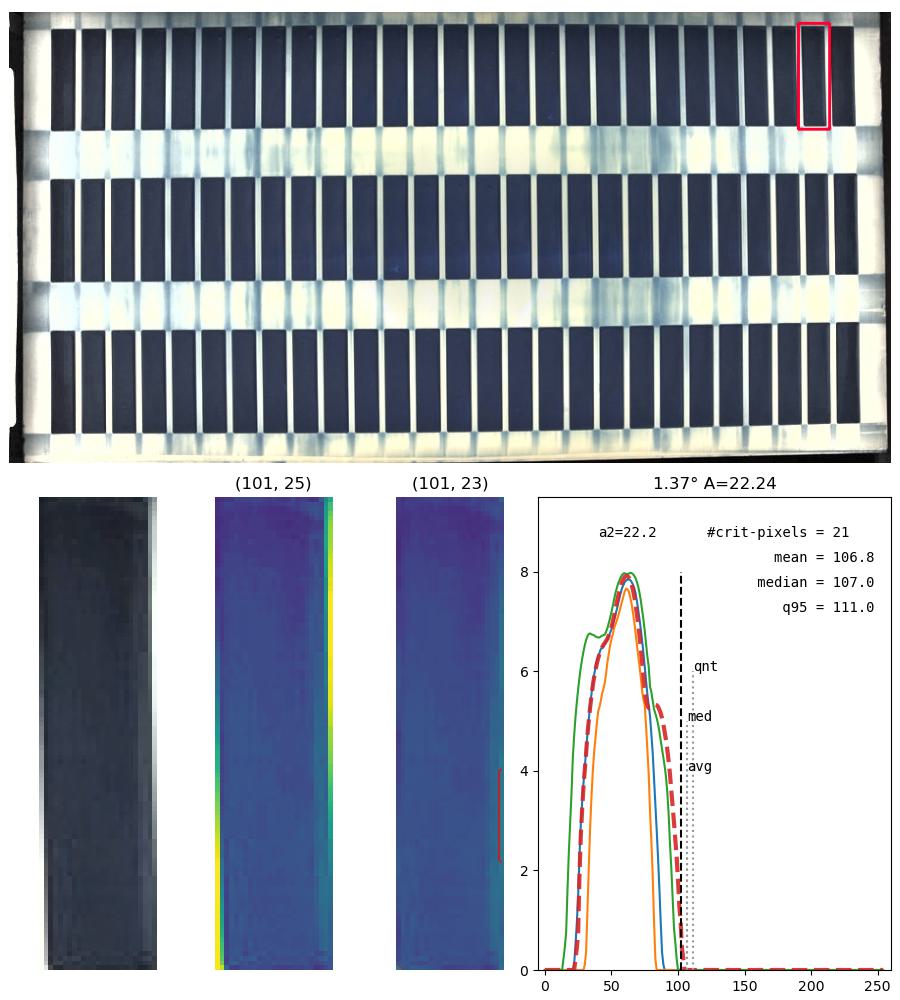 (101, 25)
(101, 23)
1.37° A=22.24
a2=22.2
#crit-pixels = 21
mean = 106.8
median = 107.0
q95 = 111.0
qnt
med
avg
8
6
4
2
0
0 50 100 150 200 250